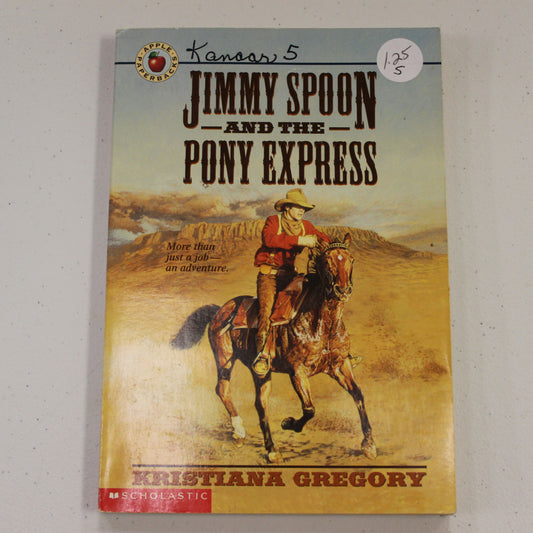 APPLE PAPERBACKS
Kansas 5
1.25
5
JIMMY SPOON
AND THE
PONY EXPRESS
More than
just a job—
an adventure.
KRISTIANA GREGORY
SCHOLASTIC